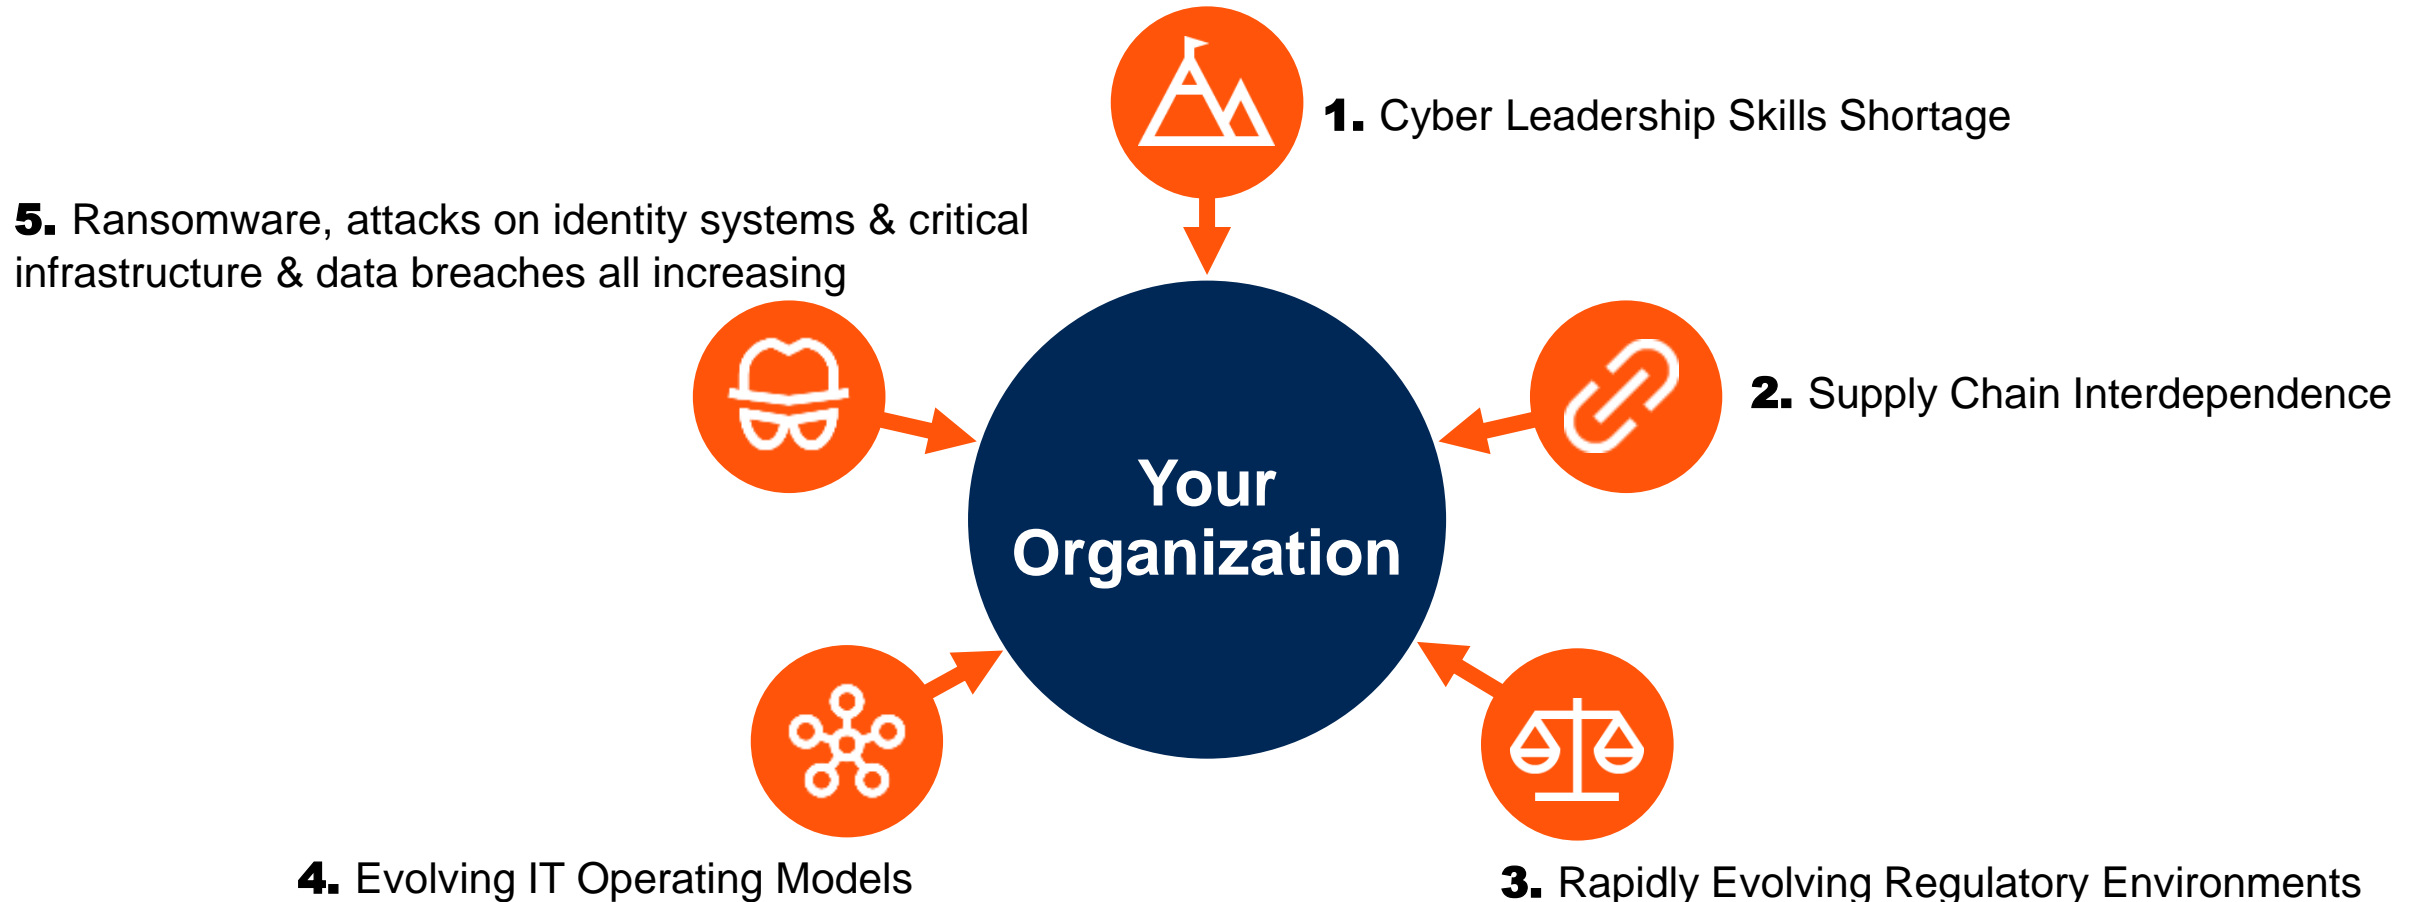 1. Cyber Leadership Skills Shortage
5. Ransomware, attacks on identity systems & critical
infrastructure & data breaches all increasing
2. Supply Chain Interdependence
Your
Organization
4. Evolving IT Operating Models
3. Rapidly Evolving Regulatory Environments